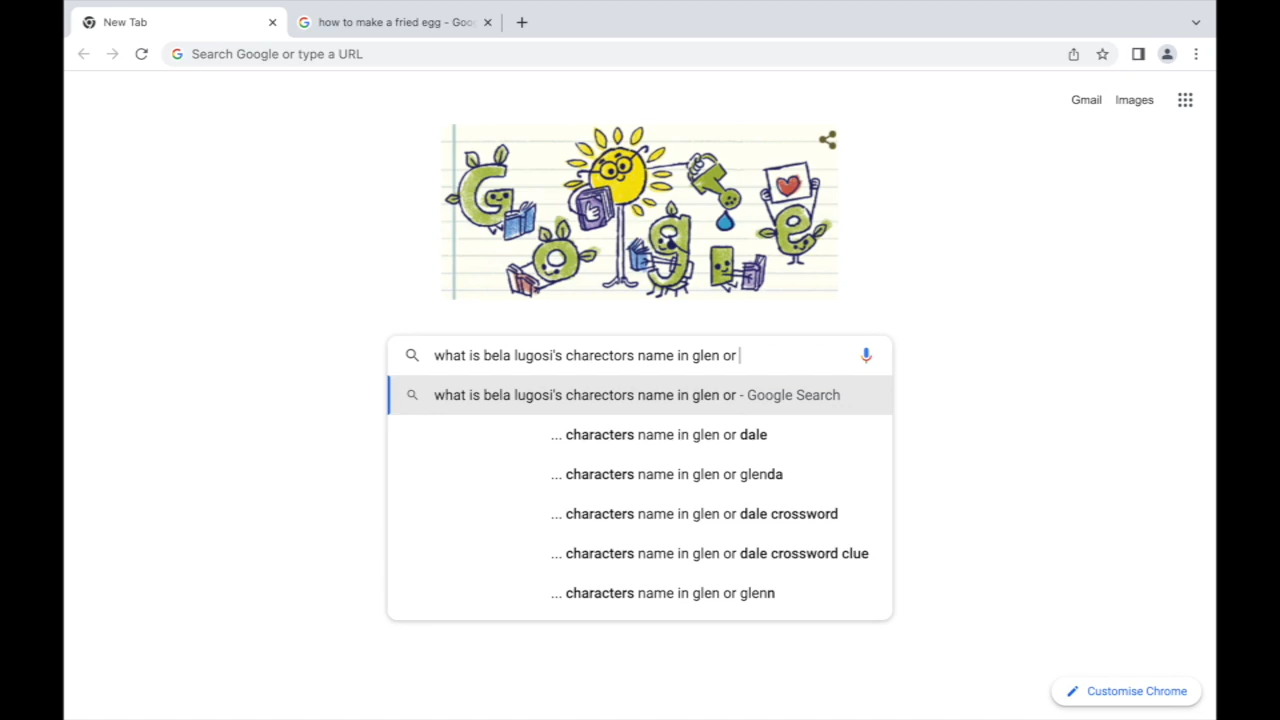 New Tab
how to make a fried egg - Goo
Search Google or type a URL
Gmail Images
Google
what is bela lugosi's charectors name in glen or
what is bela lugosi's charectors name in glen or - Google Search
... characters name in glen or dale
... characters name in glen or glenda
... characters name in glen or dale crossword
... characters name in glen or dale crossword clue
... characters name in glen or glenn
Customise Chrome